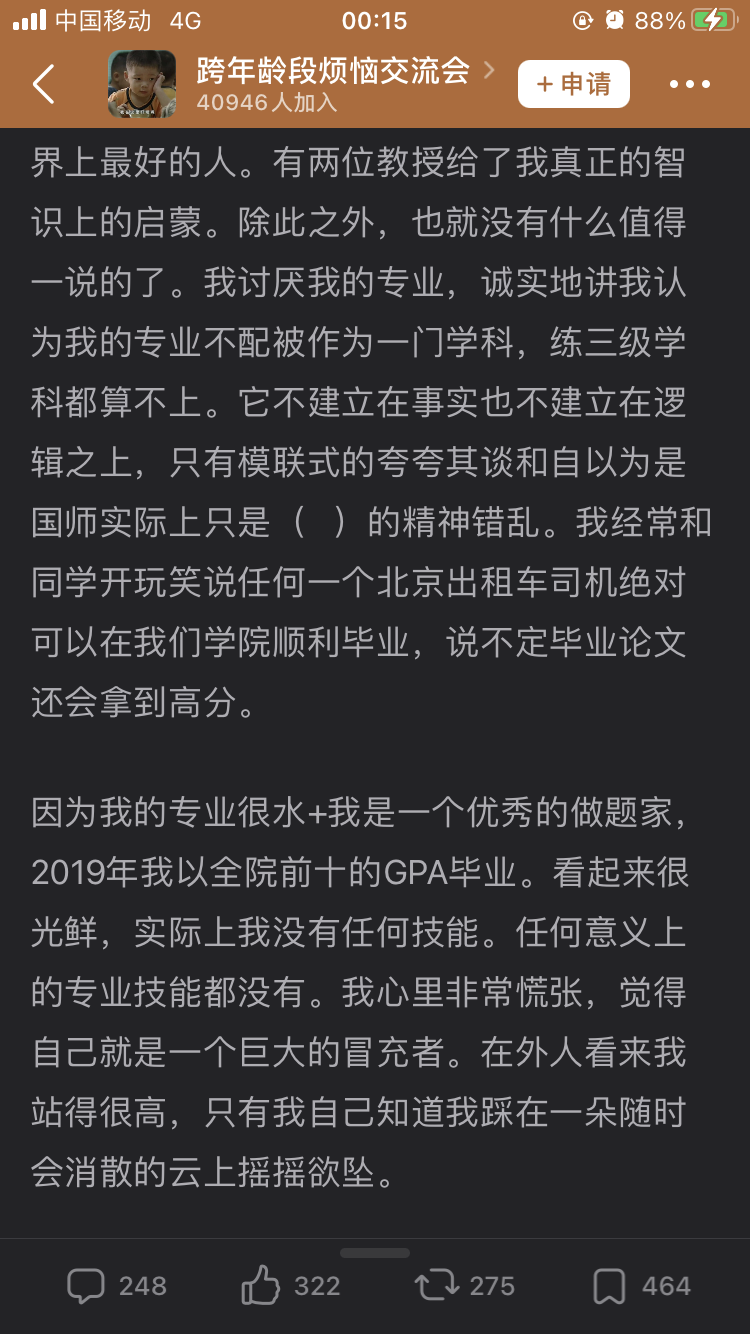 中国移动 4G 00:15 88%
跨年龄段烦恼交流会
40946人加入
+申请
界上最好的人。有两位教授给了我真正的智
识上的启蒙。除此之外，也就没有什么值得
一说的了。我讨厌我的专业，诚实地讲我认
为我的专业不配被作为一门学科，练三级学
科都算不上。它不建立在事实也不建立在逻
辑之上，只有模联式的夸夸其谈和自以为是
国师实际上只是（ ）的精神错乱。我经常和
同学开玩笑说任何一个北京出租车司机绝对
可以在我们学院顺利毕业，说不定毕业论文
还会拿到高分。
因为我的专业很水+我是一个优秀的做题家，
2019年我以全院前十的GPA毕业。看起来很
光鲜，实际上我没有任何技能。任何意义上
的专业技能都没有。我心里非常慌张，觉得
自己就是一个巨大的冒充者。在外人看来我
站得很高，只有我自己知道我踩在一朵随时
会消散的云上摇摇欲坠。
248 322 275 464